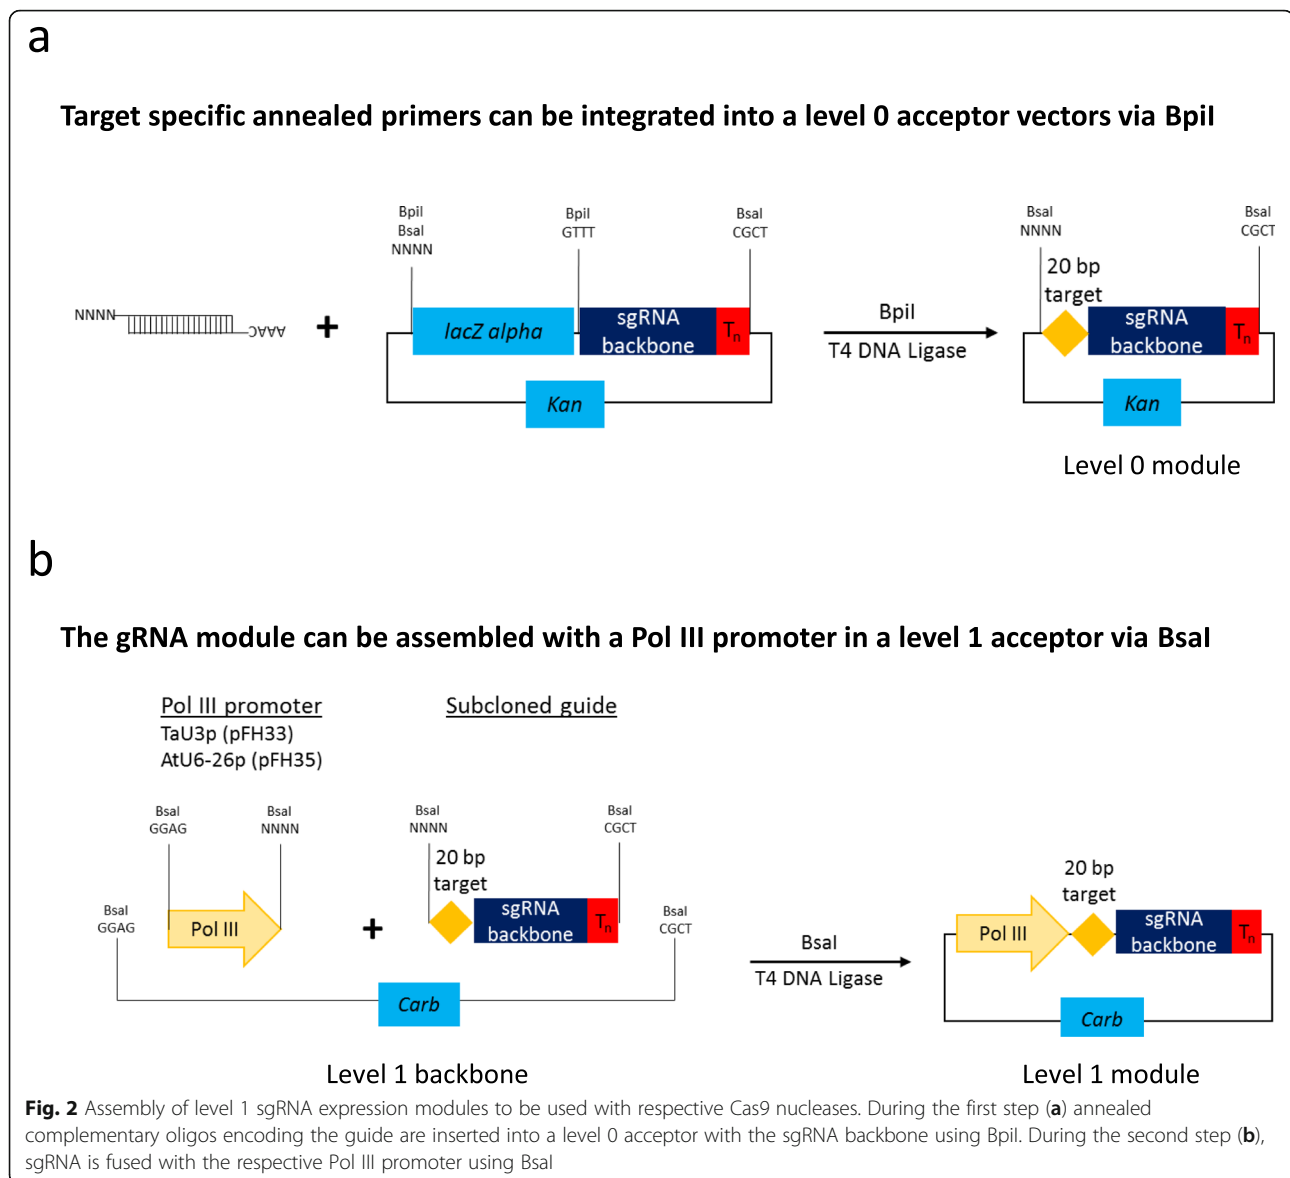 a
Target specific annealed primers can be integrated into a level 0 acceptor vectors via BpiI
BpiI
BsaI
NNNN
BpiI
GTTT
BsaI
CGCT
BsaI
NNNN
BsaI
CGCT
20 bp
target
NNNN
CAAA
+
lacZ alpha
sgRNA
backbone
Tn
BpiI
T4 DNA Ligase
sgRNA
backbone
Tn
Kan
Kan
Level 0 module
b
The gRNA module can be assembled with a Pol III promoter in a level 1 acceptor via BsaI
Pol III promoter
TaU3p (pFH33)
AtU6-26p (pFH35)
Subcloned guide
BsaI
GGAG
BsaI
NNNN
BsaI
NNNN
BsaI
CGCT
20 bp
target
BsaI
GGAG
Pol III
+
sgRNA
backbone
Tn
BsaI
CGCT
BsaI
T4 DNA Ligase
20 bp
target
Pol III
sgRNA
backbone
Tn
Carb
Carb
Level 1 backbone
Level 1 module
Fig. 2 Assembly of level 1 sgRNA expression modules to be used with respective Cas9 nucleases. During the first step (a) annealed
complementary oligos encoding the guide are inserted into a level 0 acceptor with the sgRNA backbone using BpiI. During the second step (b),
sgRNA is fused with the respective Pol III promoter using BsaI